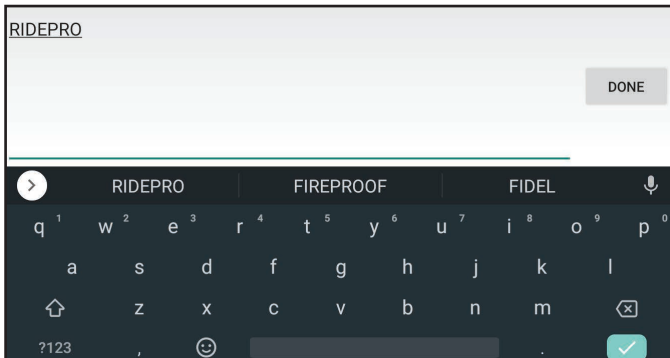 RIDEPRO
DONE
RIDEPRO FIREPROOF FIDEL
q 1 w 2 e 3 r 4 t 5 y 6 u 7 i 8 o 9 p 0
a s d f g h j k l
z x c v b n m
?123 , .